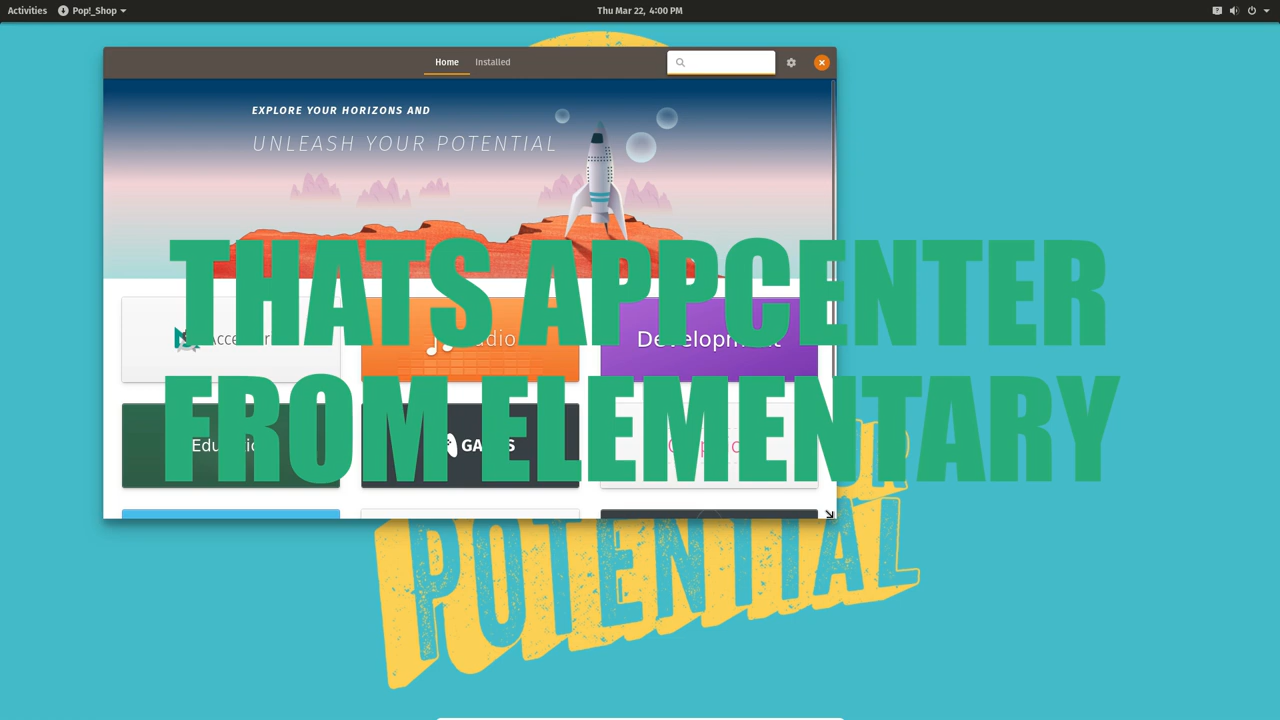 Activities Pop!_Shop Thu Mar 22, 4:00 PM
Home Installed
EXPLORE YOUR HORIZONS AND
UNLEASH YOUR POTENTIAL
THATS APPCENTER
Development
FROM ELEMENTARY
GAMES
POTENTIAL